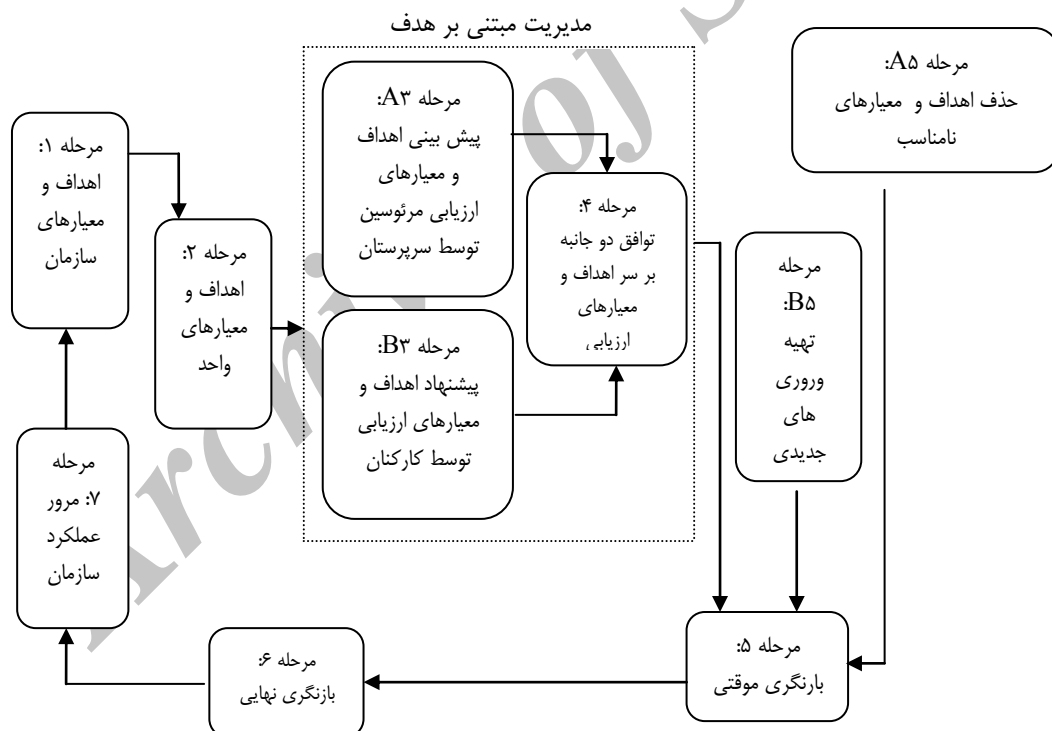 مدیریت مبتنی بر هدف
مرحله ۱:
اهداف و
معیارهای
سازمان
مرحله ۲:
اهداف و
معیارهای
واحد
مرحله A۳:
پیش بینی اهداف
و معیارهای
ارزیابی مرئوسین
توسط سرپرستان
مرحله B۳:
پیشنهاد اهداف و
معیارهای ارزیابی
توسط کارکنان
مرحله ۴:
توافق دو جانبه
بر سر اهداف و
معیارهای
ارزیابی
مرحله A۵:
حذف اهداف و معیارهای
نامناسب
مرحله
B۵:
تهیه
وروری
های
جدیدی
مرحله ۵:
بارنگری موقتی
مرحله ۶:
بازنگری نهایی
مرحله
۷: مرور
عملکرد
سازمان